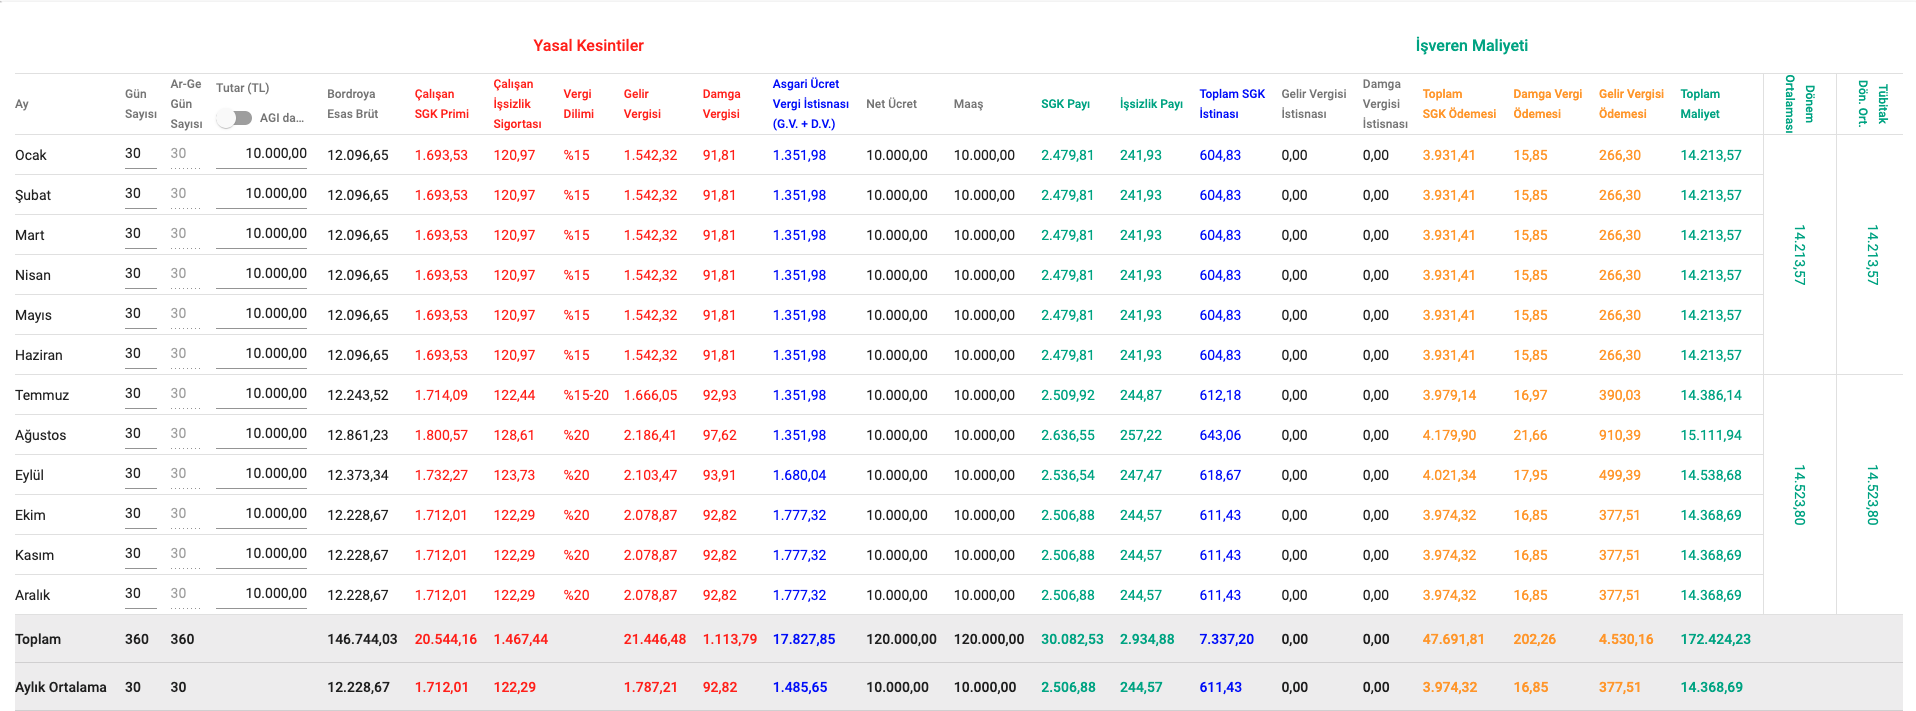 Yasal Kesintiler İşveren Maliyeti
Ay Gün Sayısı Ar-Ge Gün Sayısı Tutar (TL) AGI da... Bordroya Esas Brüt Çalışan SGK Primi Çalışan İşsizlik Sigortası Vergi Dilimi Gelir Vergisi Damga Vergisi Asgari Ücret Vergi İstisnası (G.V. + D.V.) Net Ücret Maaş SGK Payı İşsizlik Payı Toplam SGK İstinası Gelir Vergisi İstisnası Damga Vergisi İstisnası Toplam SGK Ödemesi Damga Vergi Ödemesi Gelir Vergisi Ödemesi Toplam Maliyet Dönem Ortalaması Tübitak Dön. Ort.
Ocak 30 30 10.000,00 12.096,65 1.693,53 120,97 %15 1.542,32 91,81 1.351,98 10.000,00 10.000,00 2.479,81 241,93 604,83 0,00 0,00 3.931,41 15,85 266,30 14.213,57
Şubat 30 30 10.000,00 12.096,65 1.693,53 120,97 %15 1.542,32 91,81 1.351,98 10.000,00 10.000,00 2.479,81 241,93 604,83 0,00 0,00 3.931,41 15,85 266,30 14.213,57
Mart 30 30 10.000,00 12.096,65 1.693,53 120,97 %15 1.542,32 91,81 1.351,98 10.000,00 10.000,00 2.479,81 241,93 604,83 0,00 0,00 3.931,41 15,85 266,30 14.213,57
Nisan 30 30 10.000,00 12.096,65 1.693,53 120,97 %15 1.542,32 91,81 1.351,98 10.000,00 10.000,00 2.479,81 241,93 604,83 0,00 0,00 3.931,41 15,85 266,30 14.213,57 14.213,57 14.213,57
Mayıs 30 30 10.000,00 12.096,65 1.693,53 120,97 %15 1.542,32 91,81 1.351,98 10.000,00 10.000,00 2.479,81 241,93 604,83 0,00 0,00 3.931,41 15,85 266,30 14.213,57
Haziran 30 30 10.000,00 12.096,65 1.693,53 120,97 %15 1.542,32 91,81 1.351,98 10.000,00 10.000,00 2.479,81 241,93 604,83 0,00 0,00 3.931,41 15,85 266,30 14.213,57
Temmuz 30 30 10.000,00 12.243,52 1.714,09 122,44 %15-20 1.666,05 92,93 1.351,98 10.000,00 10.000,00 2.509,92 244,87 612,18 0,00 0,00 3.979,14 16,97 390,03 14.386,14
Ağustos 30 30 10.000,00 12.861,23 1.800,57 128,61 %20 2.186,41 97,62 1.351,98 10.000,00 10.000,00 2.636,55 257,22 643,06 0,00 0,00 4.179,90 21,66 910,39 15.111,94
Eylül 30 30 10.000,00 12.373,34 1.732,27 123,73 %20 2.103,47 93,91 1.680,04 10.000,00 10.000,00 2.536,54 247,47 618,67 0,00 0,00 4.021,34 17,95 499,39 14.538,68 14.523,80 14.523,80
Ekim 30 30 10.000,00 12.228,67 1.712,01 122,29 %20 2.078,87 92,82 1.777,32 10.000,00 10.000,00 2.506,88 244,57 611,43 0,00 0,00 3.974,32 16,85 377,51 14.368,69
Kasım 30 30 10.000,00 12.228,67 1.712,01 122,29 %20 2.078,87 92,82 1.777,32 10.000,00 10.000,00 2.506,88 244,57 611,43 0,00 0,00 3.974,32 16,85 377,51 14.368,69
Aralık 30 30 10.000,00 12.228,67 1.712,01 122,29 %20 2.078,87 92,82 1.777,32 10.000,00 10.000,00 2.506,88 244,57 611,43 0,00 0,00 3.974,32 16,85 377,51 14.368,69
Toplam 360 360 146.744,03 20.544,16 1.467,44 21.446,48 1.113,79 17.827,85 120.000,00 120.000,00 30.082,53 2.934,88 7.337,20 0,00 0,00 47.691,81 202,26 4.530,16 172.424,23
Aylık Ortalama 30 30 12.228,67 1.712,01 122,29 1.787,21 92,82 1.485,65 10.000,00 10.000,00 2.506,88 244,57 611,43 0,00 0,00 3.974,32 16,85 377,51 14.368,69